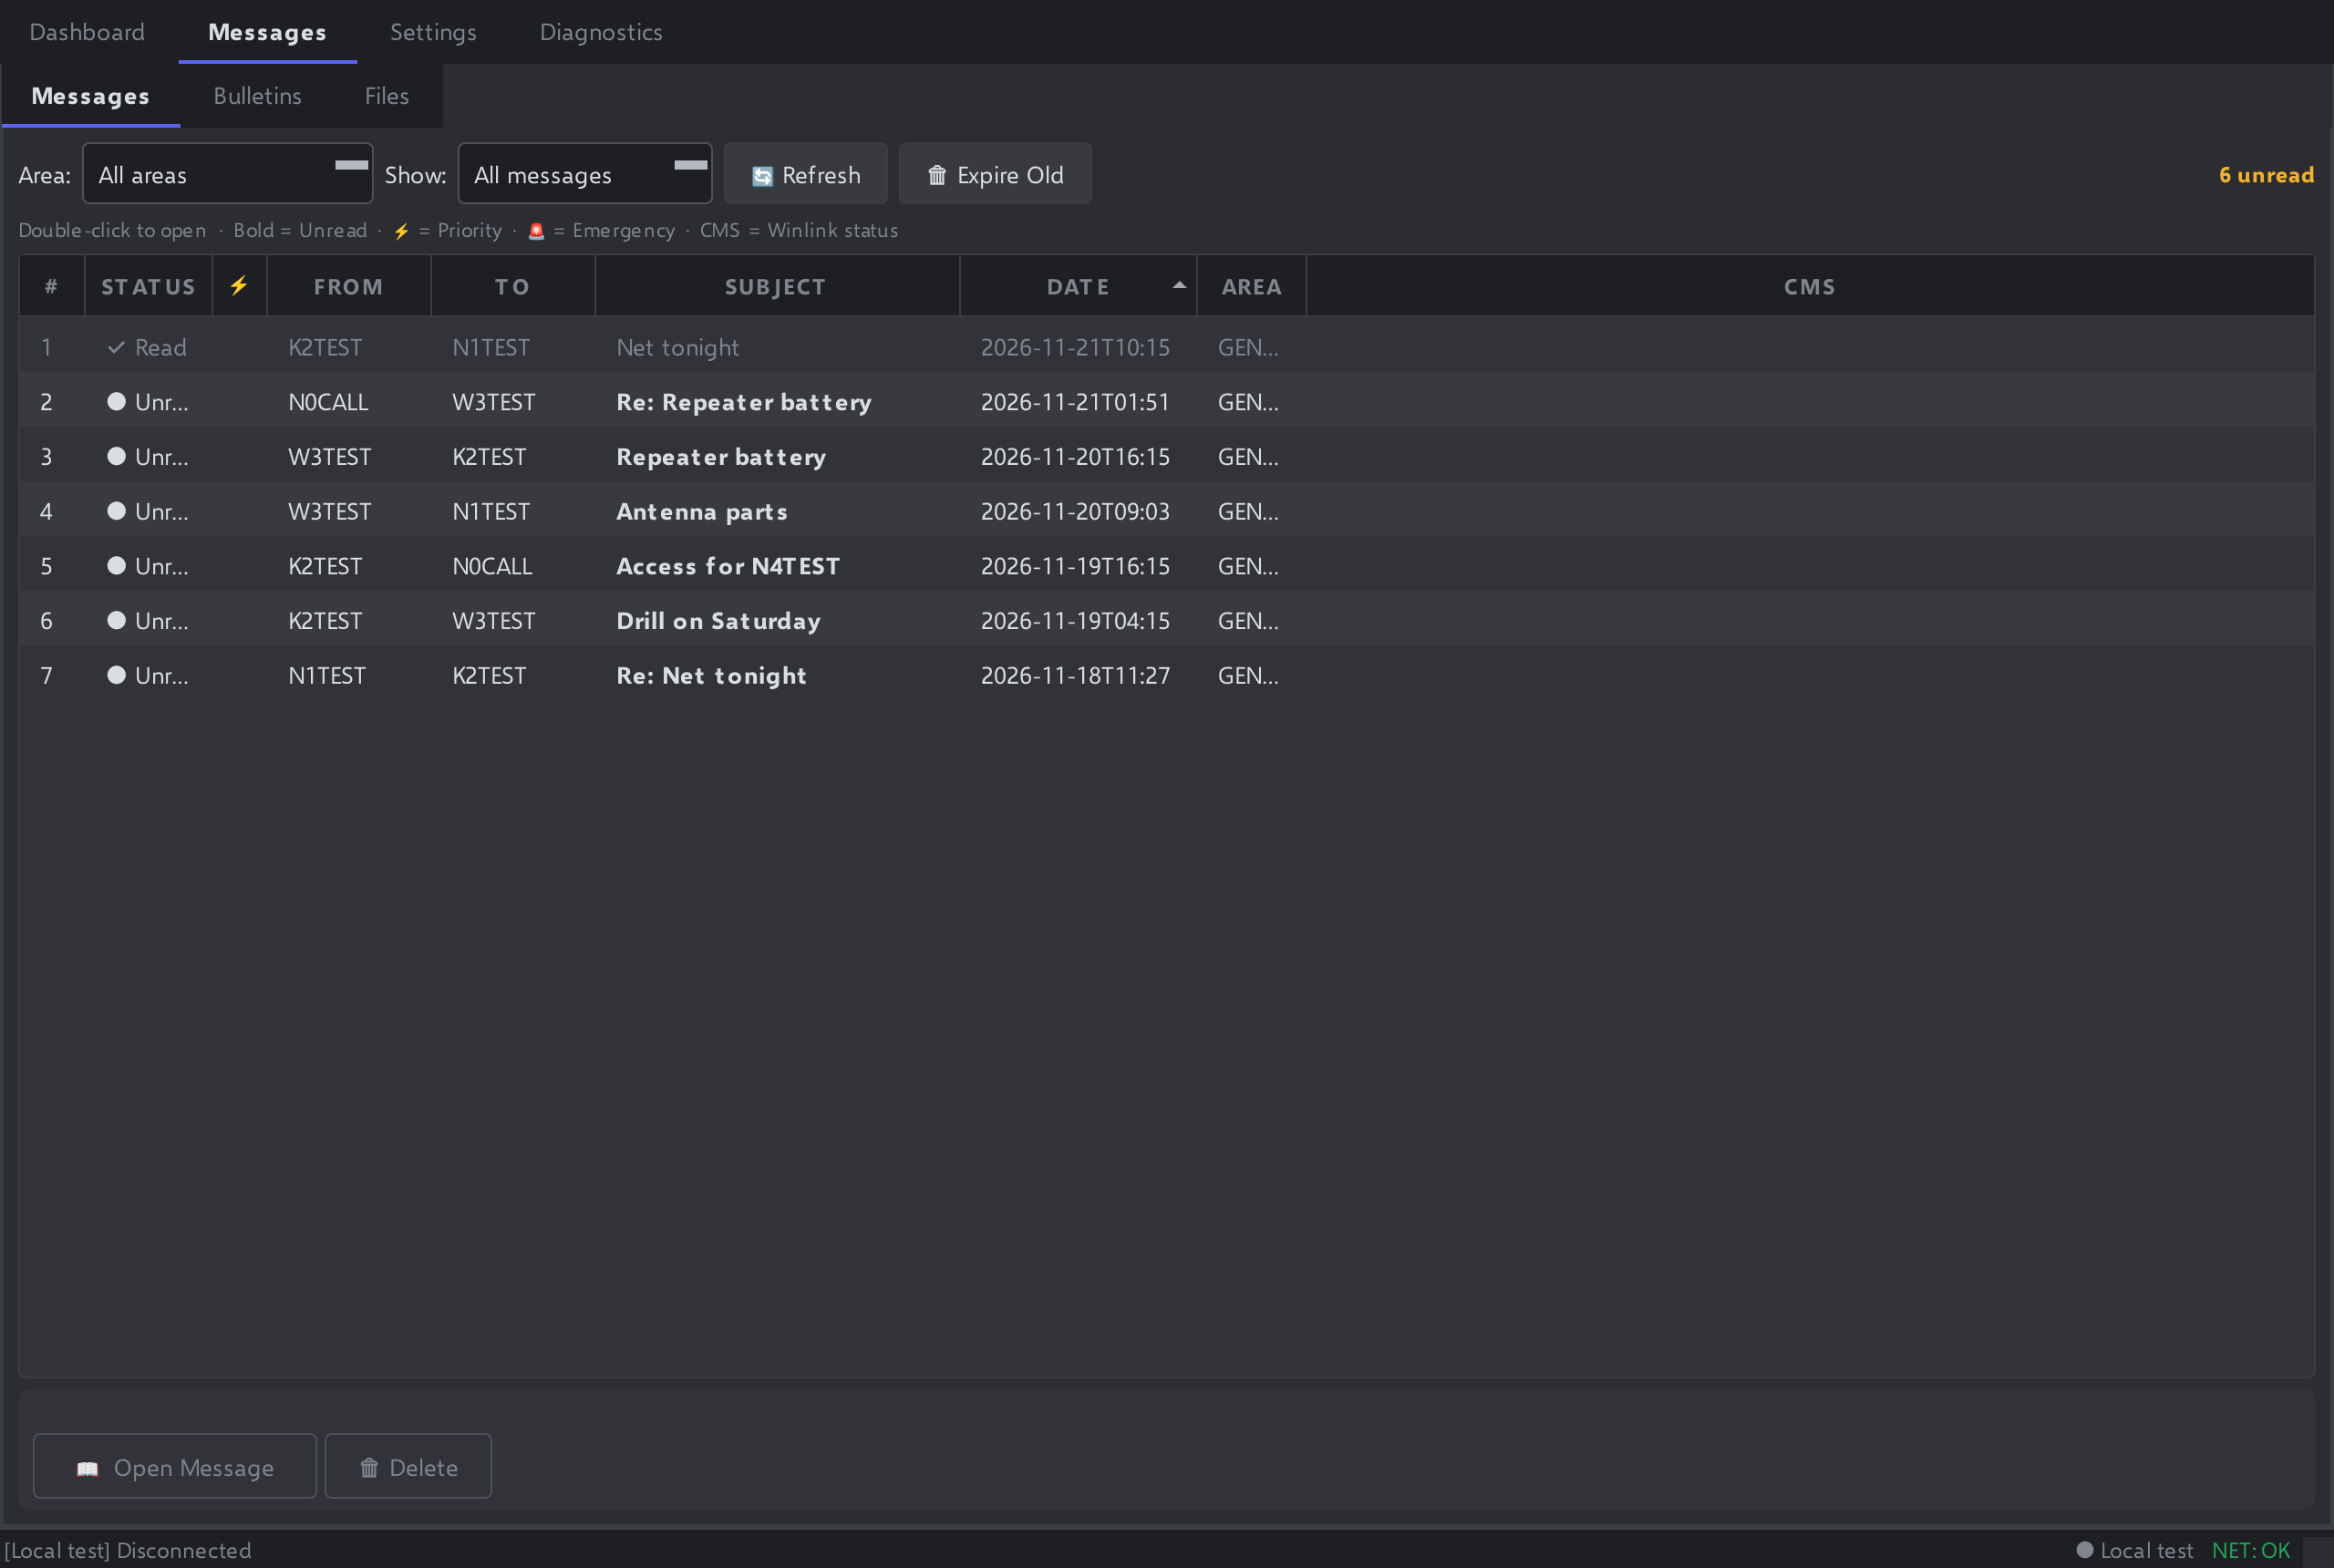 Dashboard Messages Settings Diagnostics
Messages Bulletins Files
Area: All areas Show: All messages 🔄 Refresh 🗑 Expire Old 6 unread
Double-click to open · Bold = Unread · ⚡ = Priority · 🚨 = Emergency · CMS = Winlink status
# STATUS ⚡ FROM TO SUBJECT DATE AREA CMS
1 ✓ Read K2TEST N1TEST Net tonight 2026-11-21T10:15 GEN...
2 ● Unr... N0CALL W3TEST Re: Repeater battery 2026-11-21T01:51 GEN...
3 ● Unr... W3TEST K2TEST Repeater battery 2026-11-20T16:15 GEN...
4 ● Unr... W3TEST N1TEST Antenna parts 2026-11-20T09:03 GEN...
5 ● Unr... K2TEST N0CALL Access for N4TEST 2026-11-19T16:15 GEN...
6 ● Unr... K2TEST W3TEST Drill on Saturday 2026-11-19T04:15 GEN...
7 ● Unr... N1TEST K2TEST Re: Net tonight 2026-11-18T11:27 GEN...
📖 Open Message 🗑 Delete
[Local test] Disconnected ● Local test NET: OK